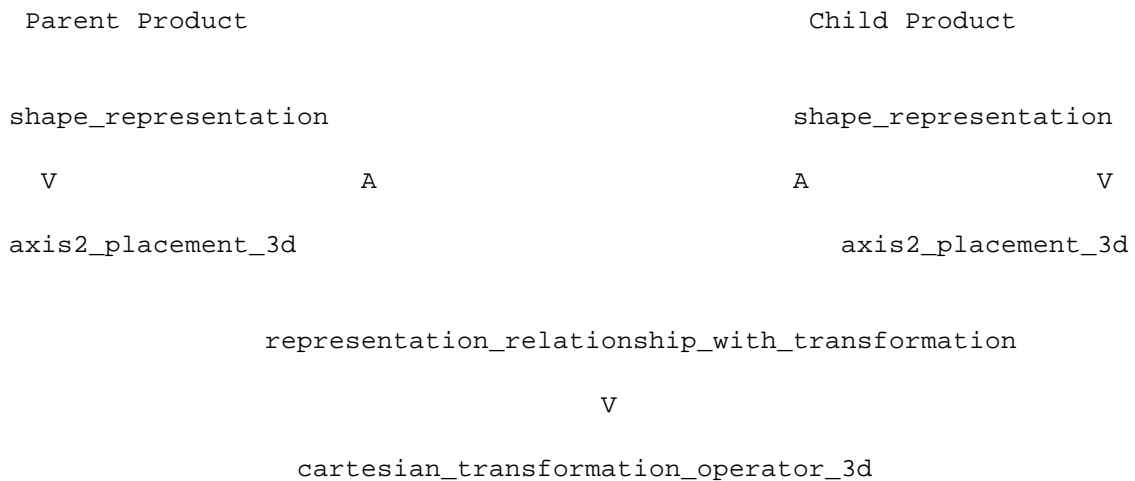 Parent Product Child Product
shape_representation shape_representation
V A A V
axis2_placement_3d axis2_placement_3d
representation_relationship_with_transformation
V
cartesian_transformation_operator_3d